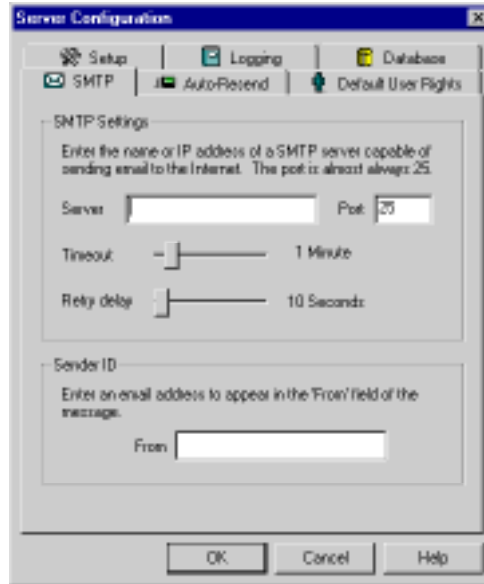 Server Configuration
Setup
Logging
Database
SMTP
Auto-Resend
Default User Rights
SMTP Settings
Enter the name or IP address of a SMTP server capable of
sending email to the Internet. The port is almost always 25.
Server
Port 25
Timeout
1 Minute
Retry delay
10 Seconds
Sender ID
Enter an email address to appear in the 'From' field of the
message.
From
OK
Cancel
Help